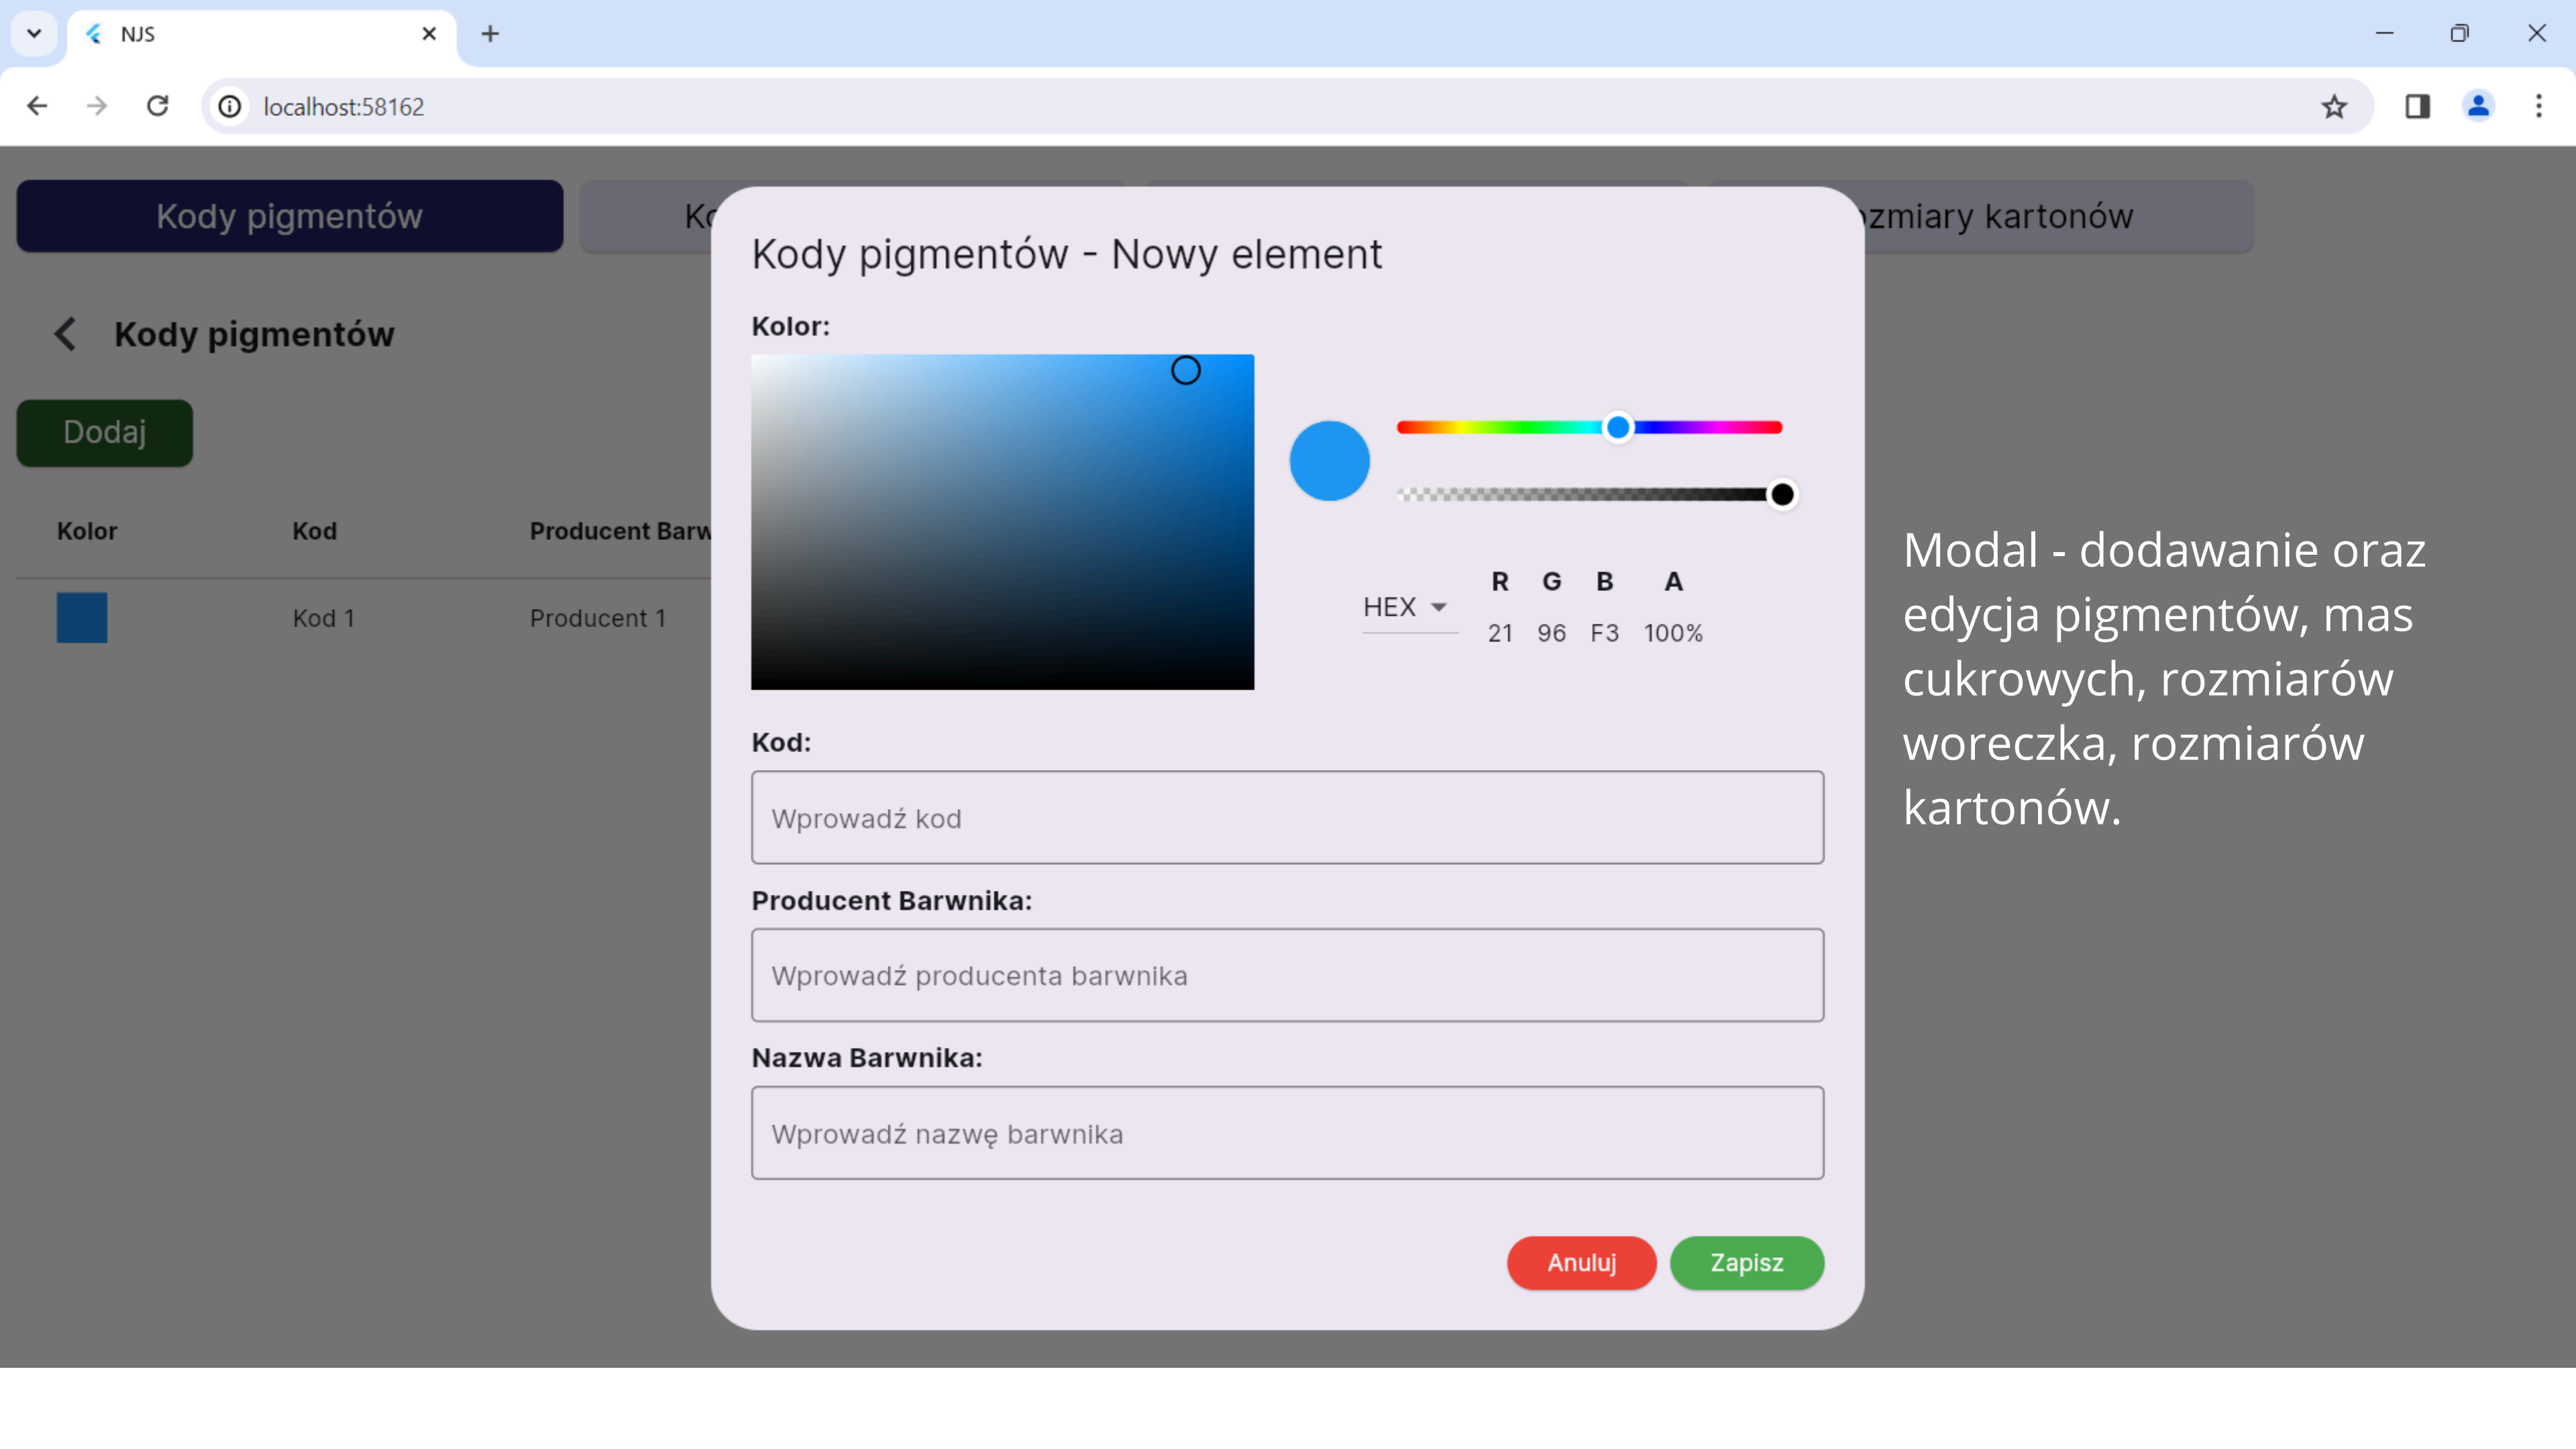 NJS
localhost:58162
Kody pigmentów
ozmiary kartonów
Kody pigmentów
Dodaj
Kolor Kod Producent Barw
Kod 1 Producent 1
Kody pigmentów - Nowy element
Kolor:
HEX
R G B A
21 96 F3 100%
Kod:
Wprowadź kod
Producent Barwnika:
Wprowadź producenta barwnika
Nazwa Barwnika:
Wprowadź nazwę barwnika
Anuluj Zapisz
Modal - dodawanie oraz
edycja pigmentów, mas
cukrowych, rozmiarów
woreczka, rozmiarów
kartonów.